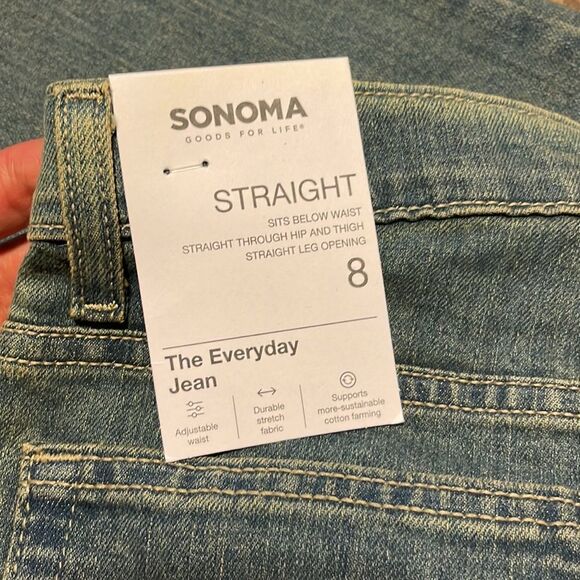 SONOMA
GOODS FOR LIFE®
STRAIGHT
SITS BELOW WAIST
STRAIGHT THROUGH HIP AND THIGH
STRAIGHT LEG OPENING
8
The Everyday
Jean
Adjustable
waist
Durable
stretch
fabric
Supports
more-sustainable
cotton farming